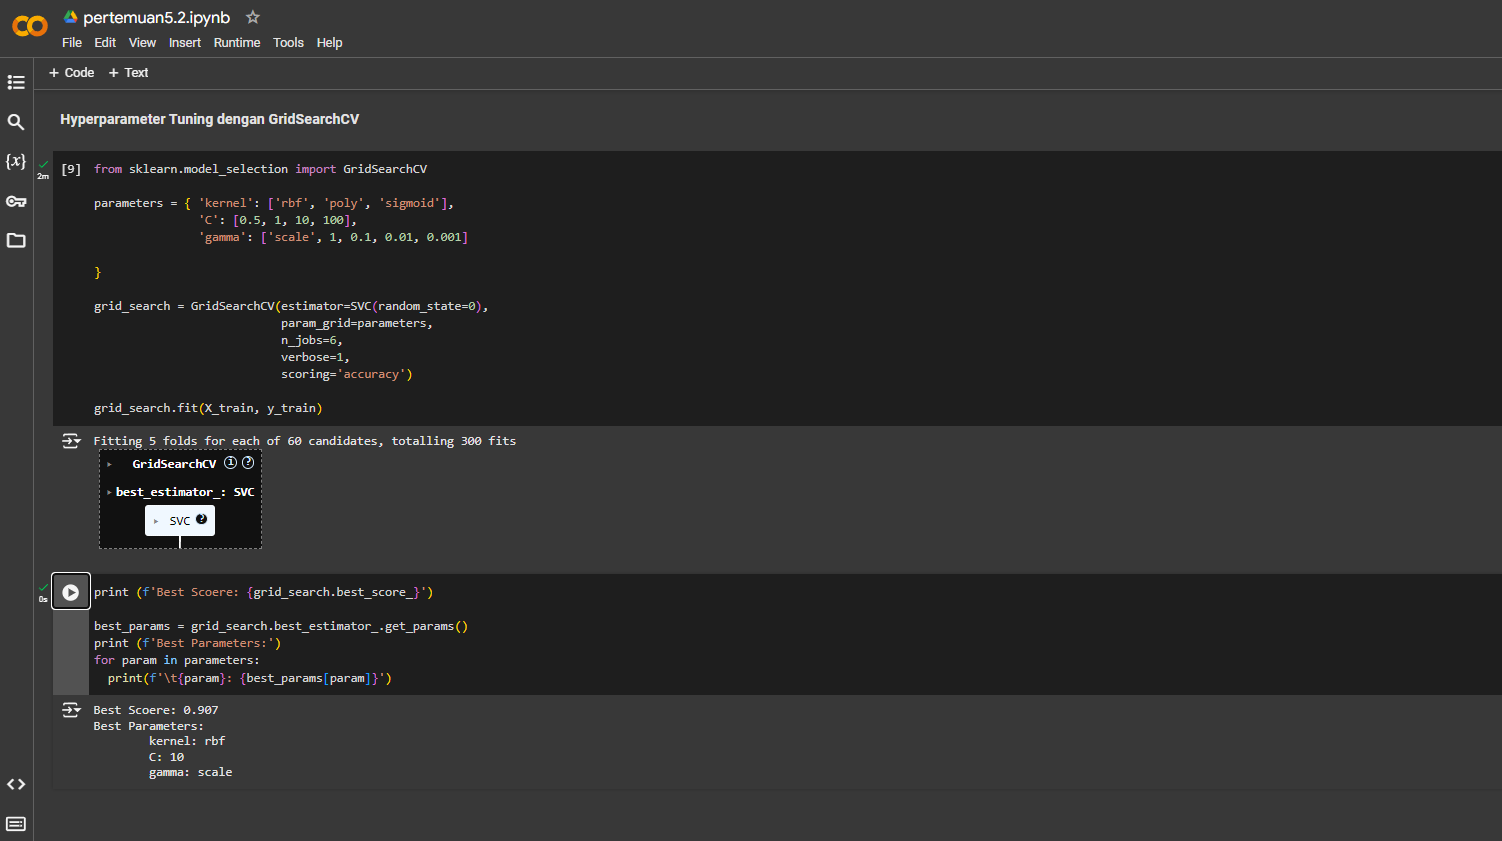 pertemuan5.2.ipynb
File Edit View Insert Runtime Tools Help
+ Code + Text
Hyperparameter Tuning dengan GridSearchCV
2m
[9] from sklearn.model_selection import GridSearchCV
parameters = { 'kernel': ['rbf', 'poly', 'sigmoid'],
'C': [0.5, 1, 10, 100],
'gamma': ['scale', 1, 0.1, 0.01, 0.001]
}
grid_search = GridSearchCV(estimator=SVC(random_state=0),
param_grid=parameters,
n_jobs=6,
verbose=1,
scoring='accuracy')
grid_search.fit(X_train, y_train)
Fitting 5 folds for each of 60 candidates, totalling 300 fits
GridSearchCV
best_estimator_: SVC
SVC
0s
print (f'Best Scoere: {grid_search.best_score_}')
best_params = grid_search.best_estimator_.get_params()
print (f'Best Parameters:')
for param in parameters:
print(f'\t{param}: {best_params[param]}')
Best Scoere: 0.907
Best Parameters:
kernel: rbf
C: 10
gamma: scale